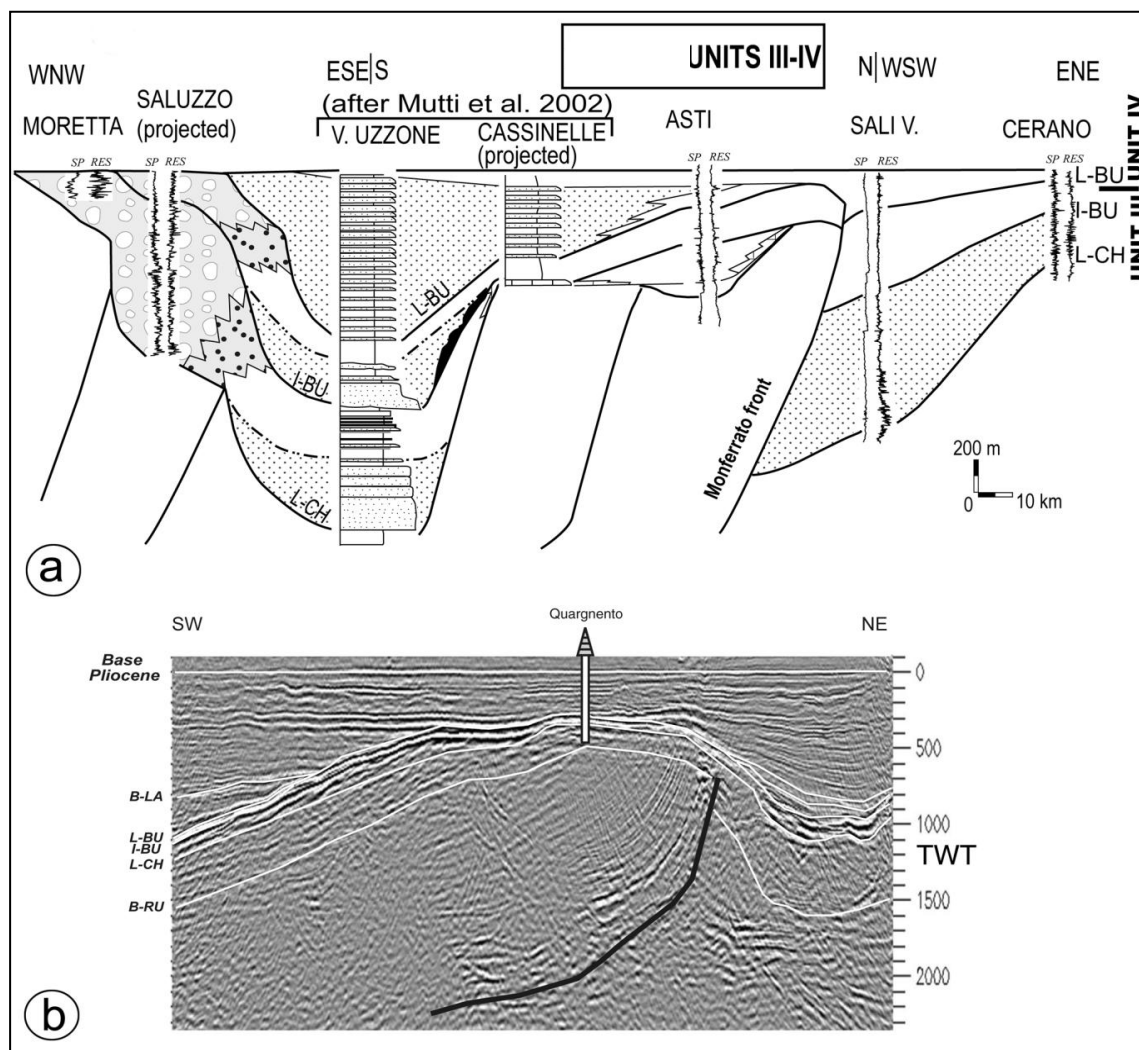 UNITS III-IV
WNW
ESE|S
N|WSW
ENE
(after Mutti et al. 2002)
MORETTA
SALUZZO
(projected)
V. UZZONE
CASSINELLE
(projected)
ASTI
SALI V.
CERANO
SP RES
SP RES
SP RES
SP RES
SP RES
L-BU
I-BU
L-CH
UNIT III
UNIT IV
L-BU
I-BU
L-CH
Monferrato front
200 m
0 10 km
a
SW
Quargnento
NE
Base
Pliocene
0
500
1000
TWT
1500
2000
B-LA
L-BU
I-BU
L-CH
B-RU
b